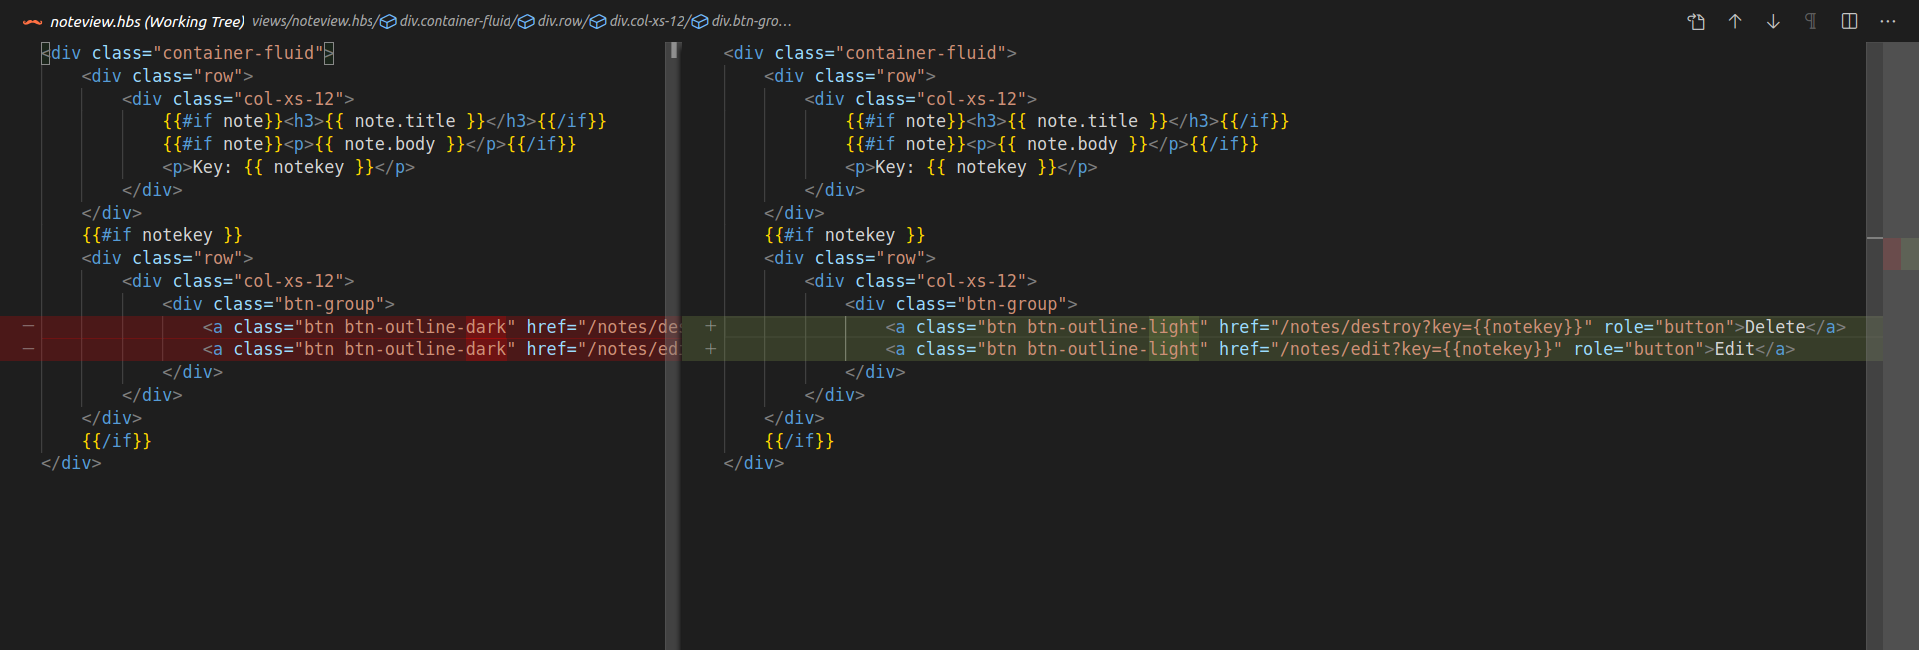 noteview.hbs (Working Tree) views/noteview.hbs/div.container-fluid/div.row/div.col-xs-12/div.btn-gro...
<div class="container-fluid">
    <div class="row">
        <div class="col-xs-12">
            {{#if note}}<h3>{{ note.title }}</h3>{{/if}}
            {{#if note}}<p>{{ note.body }}</p>{{/if}}
            <p>Key: {{ notekey }}</p>
        </div>
    </div>
    {{#if notekey }}
    <div class="row">
        <div class="col-xs-12">
            <div class="btn-group">
−                <a class="btn btn-outline-dark" href="/notes/des
−                <a class="btn btn-outline-dark" href="/notes/edi
            </div>
        </div>
    </div>
    {{/if}}
</div>
<div class="container-fluid">
    <div class="row">
        <div class="col-xs-12">
            {{#if note}}<h3>{{ note.title }}</h3>{{/if}}
            {{#if note}}<p>{{ note.body }}</p>{{/if}}
            <p>Key: {{ notekey }}</p>
        </div>
    </div>
    {{#if notekey }}
    <div class="row">
        <div class="col-xs-12">
            <div class="btn-group">
+                <a class="btn btn-outline-light" href="/notes/destroy?key={{notekey}}" role="button">Delete</a>
+                <a class="btn btn-outline-light" href="/notes/edit?key={{notekey}}" role="button">Edit</a>
            </div>
        </div>
    </div>
    {{/if}}
</div>